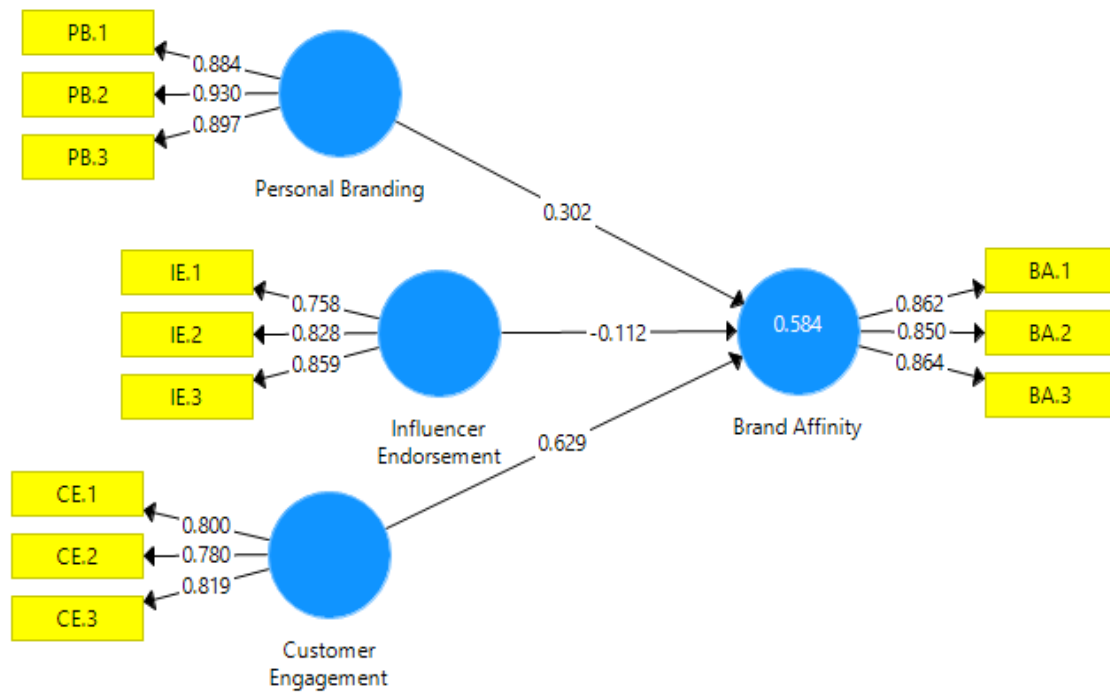 PB.1
0.884
PB.2
0.930
PB.3
0.897
Personal Branding
0.302
IE.1
0.758
IE.2
0.828
IE.3
0.859
Influencer
Endorsement
-0.112
0.584
Brand Affinity
BA.1
0.862
BA.2
0.850
BA.3
0.864
0.629
CE.1
0.800
CE.2
0.780
CE.3
0.819
Customer
Engagement